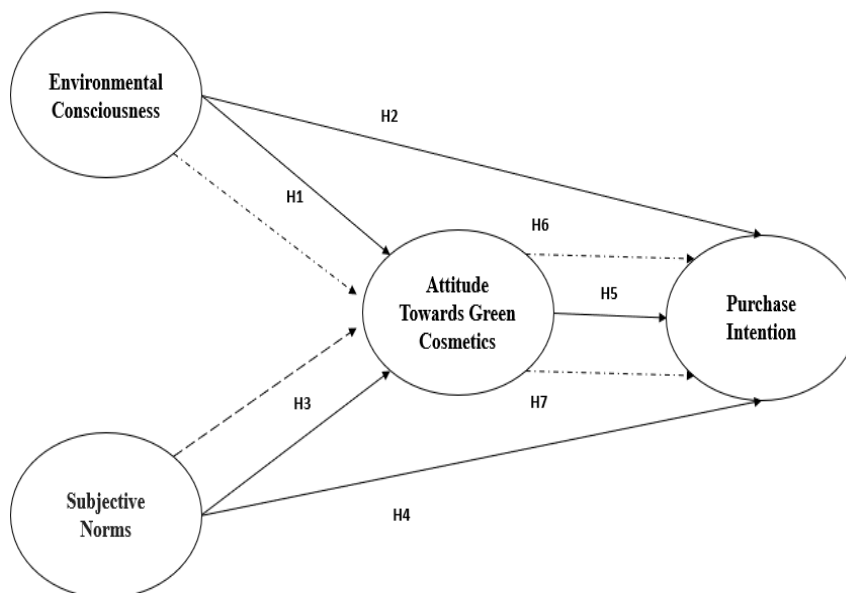 Environmental
Consciousness
H2
H1
H6
Attitude
Towards Green
Cosmetics
H5
Purchase
Intention
H3
H7
Subjective
Norms
H4